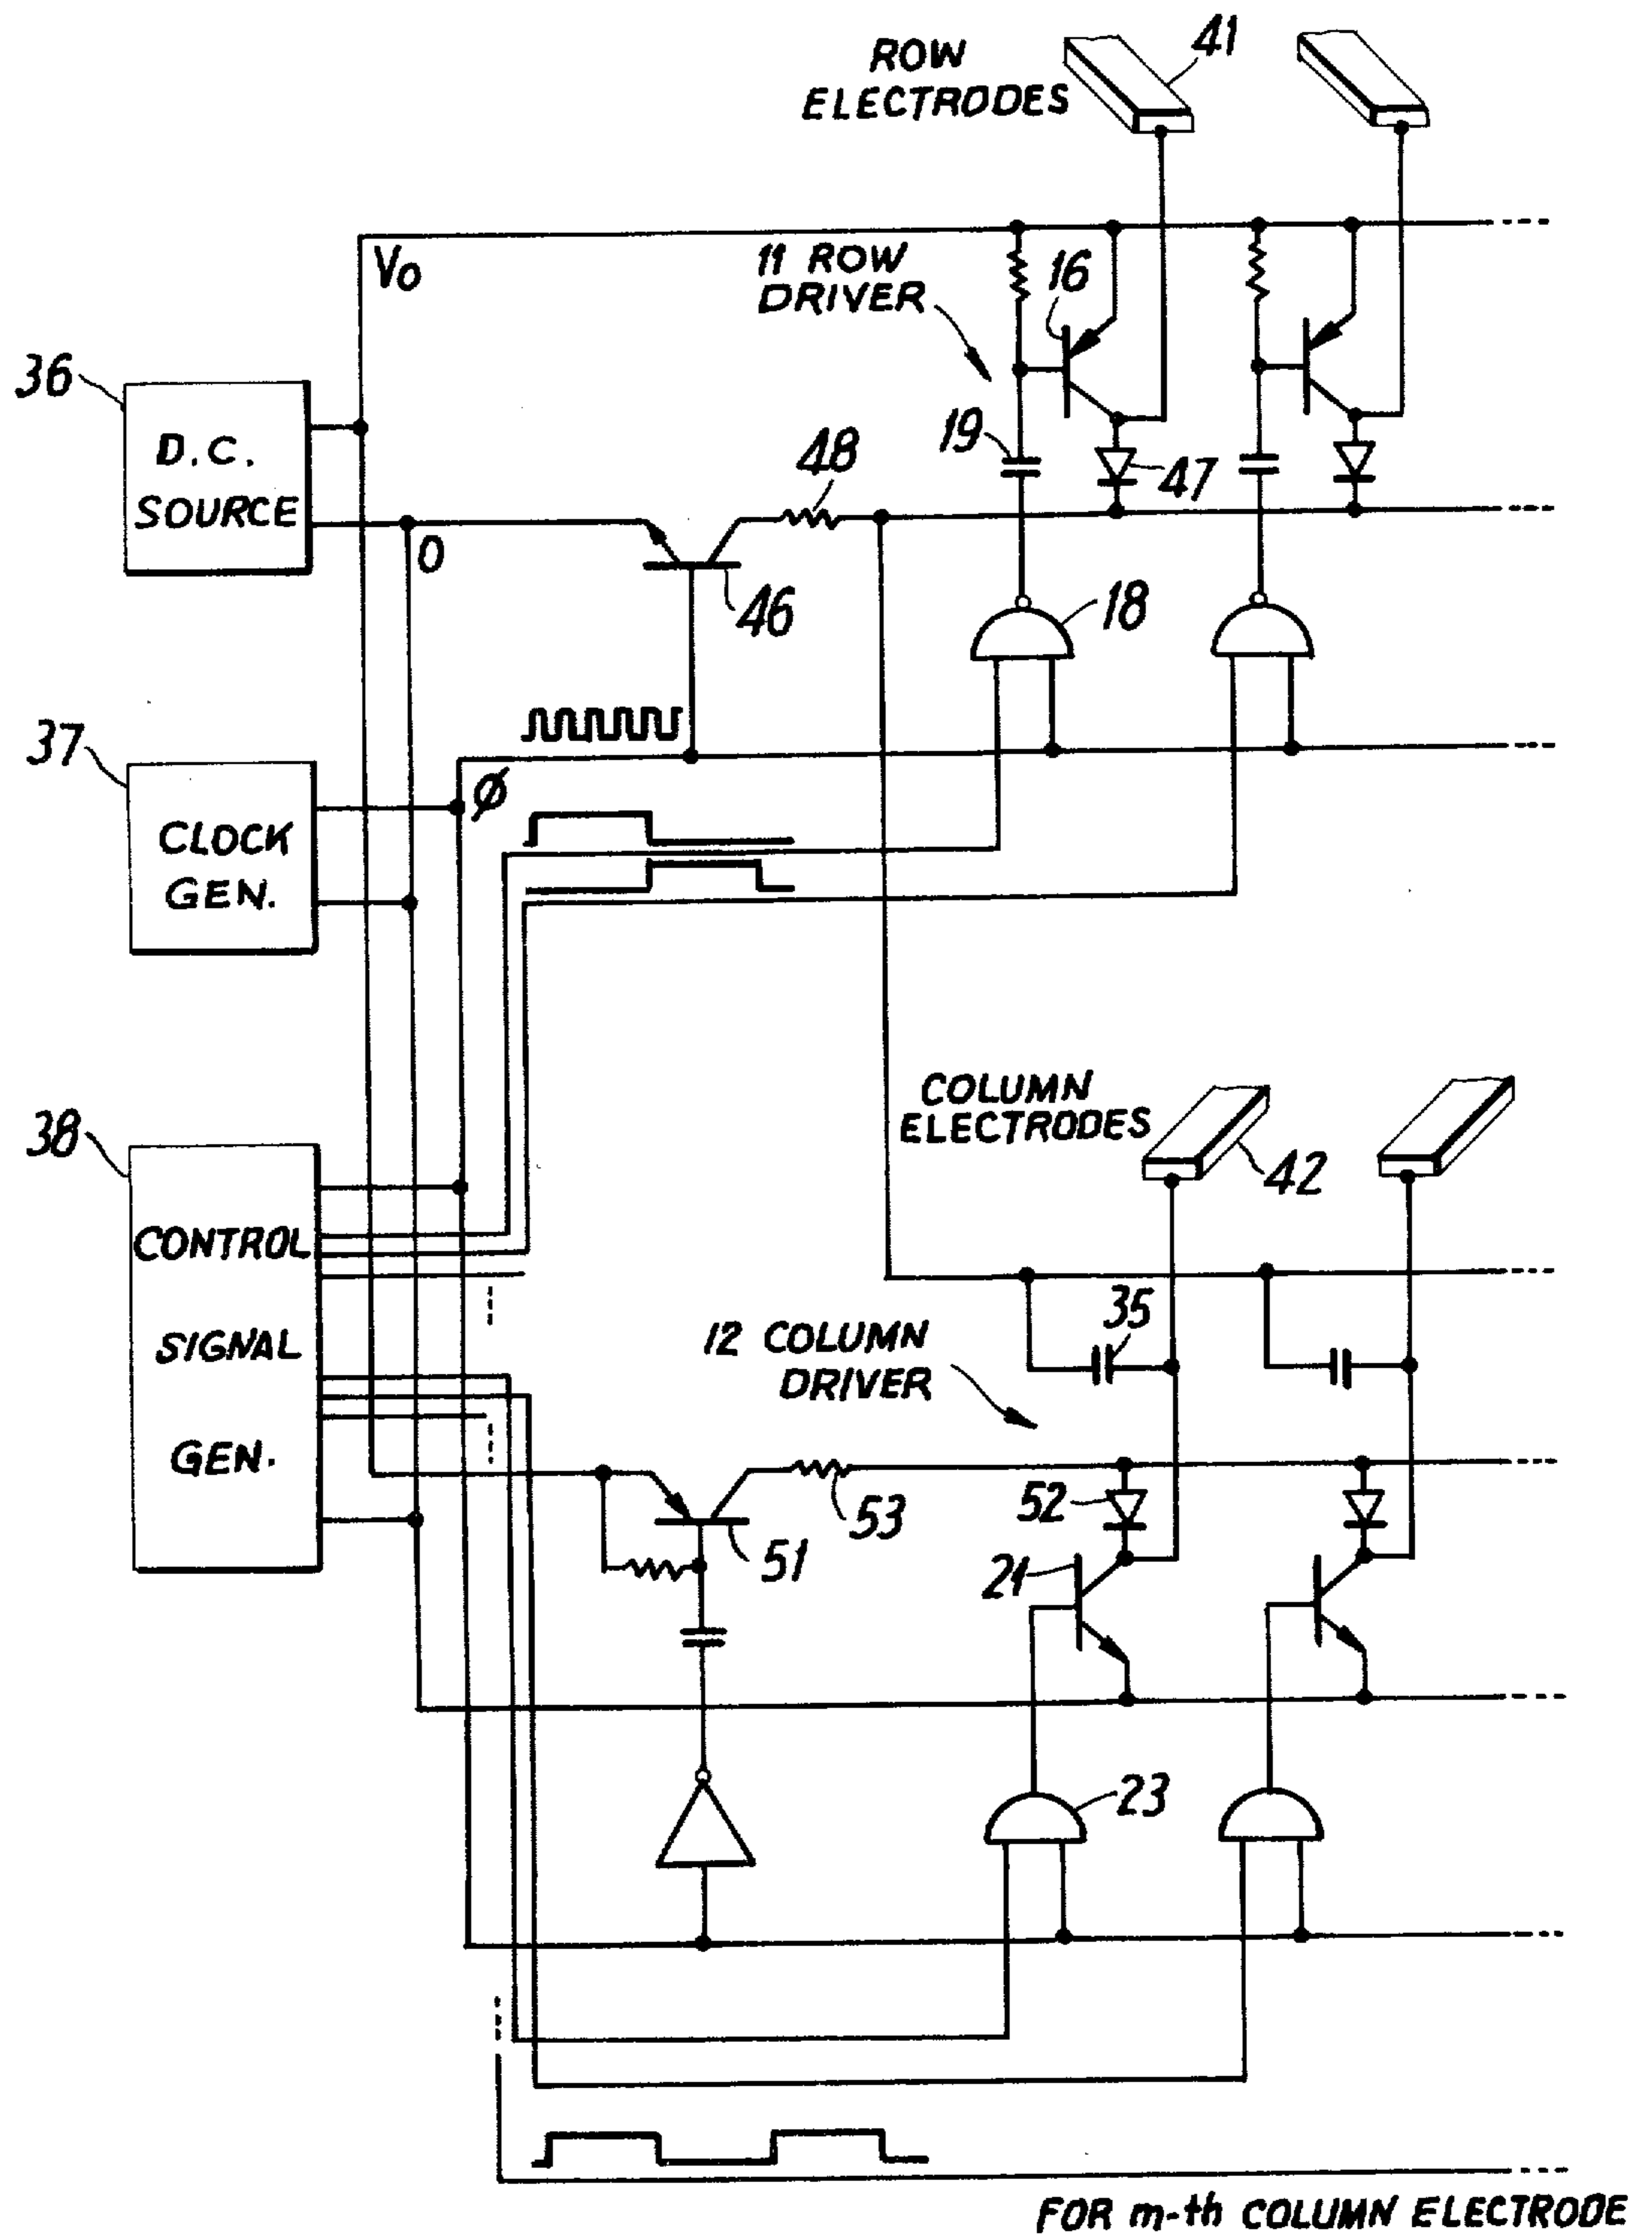 ROW
ELECTRODES
41
Vo
11 ROW
DRIVER
16
36
D.C.
SOURCE
19
48
47
O
46
18
37
CLOCK
GEN.
ϕ
COLUMN
ELECTRODES
42
38
CONTROL
SIGNAL
GEN.
35
12 COLUMN
DRIVER
52
53
51
21
23
FOR m-th COLUMN ELECTRODE